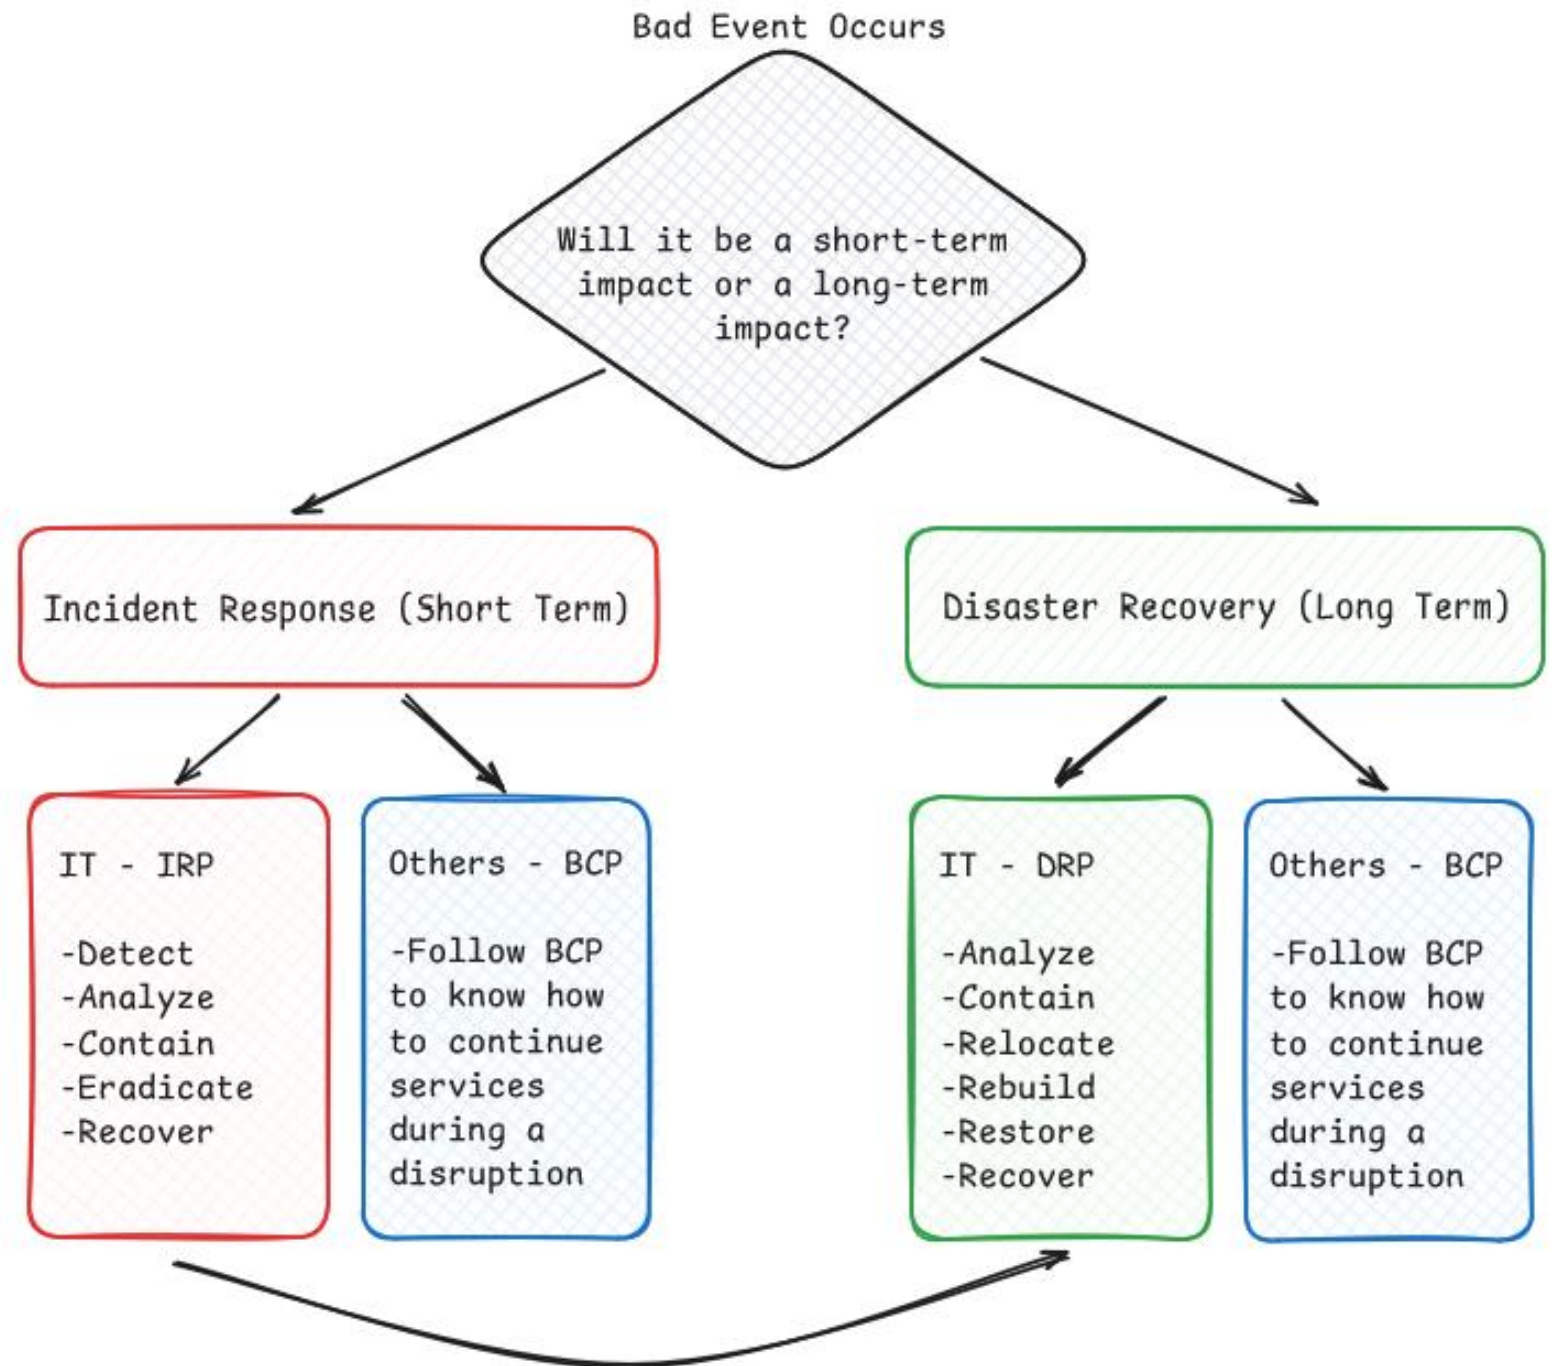 Bad Event Occurs
Will it be a short-term
impact or a long-term
impact?
Incident Response (Short Term)
Disaster Recovery (Long Term)
IT - IRP
-Detect
-Analyze
-Contain
-Eradicate
-Recover
Others - BCP
-Follow BCP
to know how
to continue
services
during a
disruption
IT - DRP
-Analyze
-Contain
-Relocate
-Rebuild
-Restore
-Recover
Others - BCP
-Follow BCP
to know how
to continue
services
during a
disruption